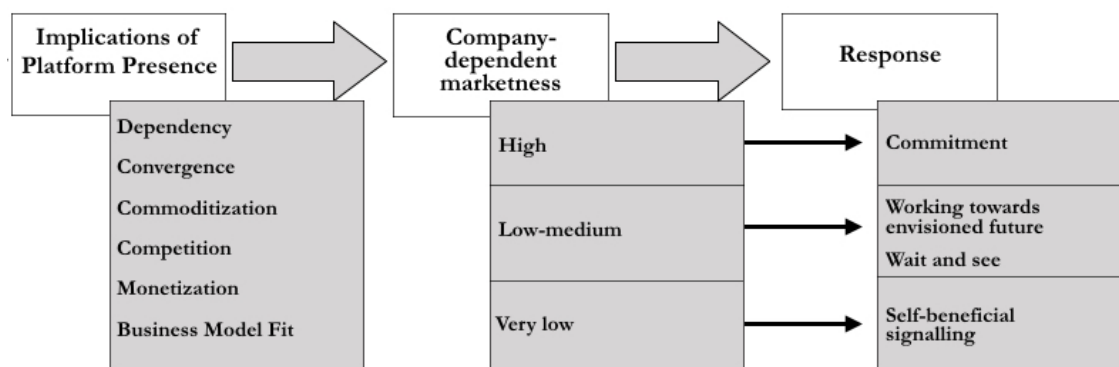 Implications of
Platform Presence
Company-
dependent
marketness
Response
Dependency
Convergence
Commoditization
Competition
Monetization
Business Model Fit
High
Low-medium
Very low
Commitment
Working towards
envisioned future
Wait and see
Self-beneficial
signalling